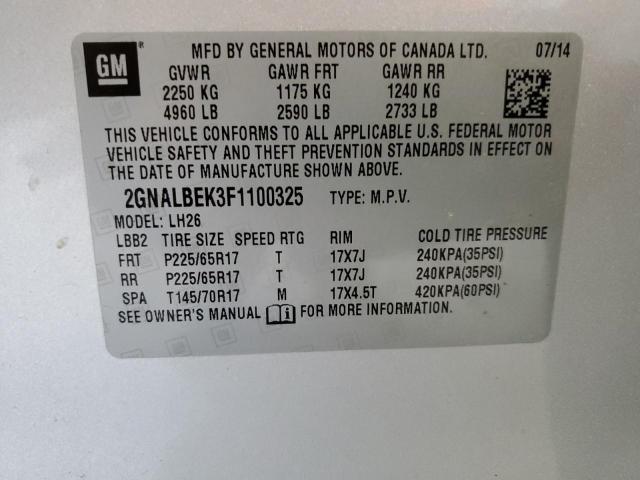 GM ® MFD BY GENERAL MOTORS OF CANADA LTD. 07/14
GVWR GAWR FRT GAWR RR
2250 KG 1175 KG 1240 KG
4960 LB 2590 LB 2733 LB
THIS VEHICLE CONFORMS TO ALL APPLICABLE U.S. FEDERAL MOTOR
VEHICLE SAFETY AND THEFT PREVENTION STANDARDS IN EFFECT ON
THE DATE OF MANUFACTURE SHOWN ABOVE.
2GNALBEK3F1100325 TYPE: M.P.V.
MODEL: LH26
LBB2 TIRE SIZE SPEED RTG RIM COLD TIRE PRESSURE
FRT P225/65R17 T 17X7J 240KPA(35PSI)
RR P225/65R17 T 17X7J 240KPA(35PSI)
SPA T145/70R17 M 17X4.5T 420KPA(60PSI)
SEE OWNER'S MANUAL FOR MORE INFORMATION.